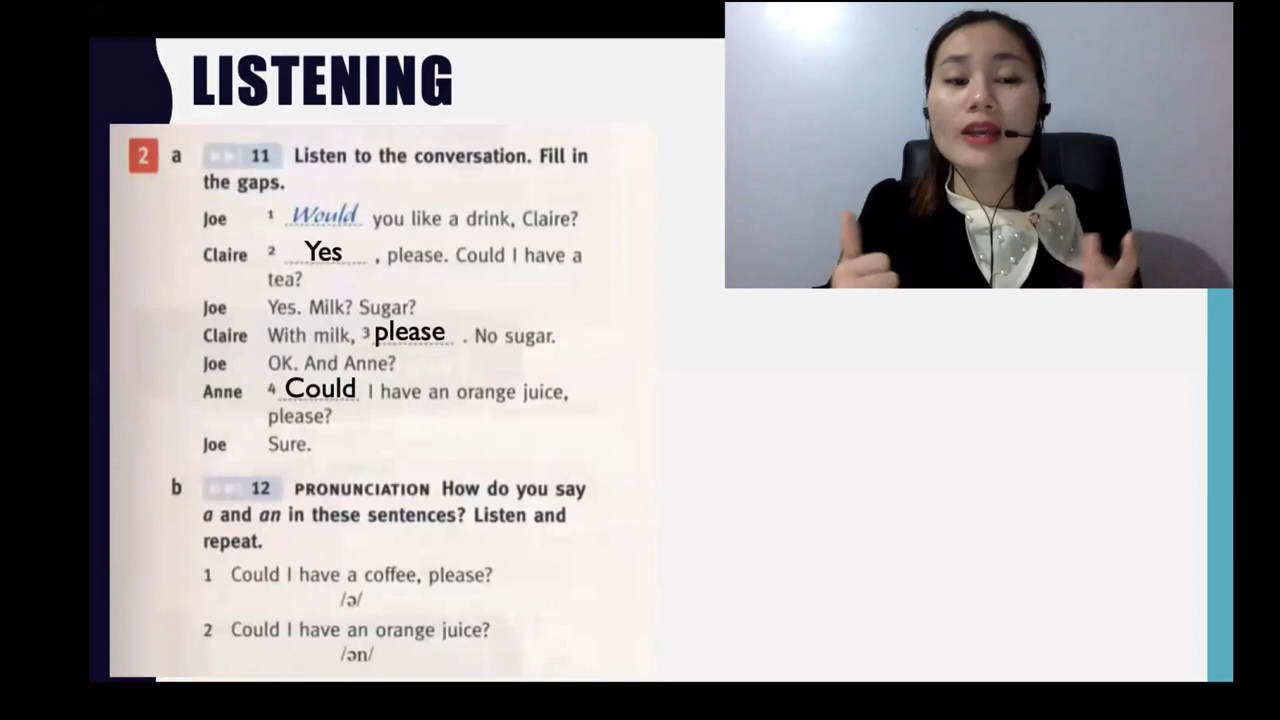 LISTENING
2 a 11 Listen to the conversation. Fill in
the gaps.
Joe 1 Would you like a drink, Claire?
Claire 2 Yes , please. Could I have a
tea?
Joe Yes. Milk? Sugar?
Claire With milk, 3 please . No sugar.
Joe OK. And Anne?
Anne 4 Could I have an orange juice,
please?
Joe Sure.
b 12 PRONUNCIATION How do you say
a and an in these sentences? Listen and
repeat.
1 Could I have a coffee, please?
/ə/
2 Could I have an orange juice?
/ən/